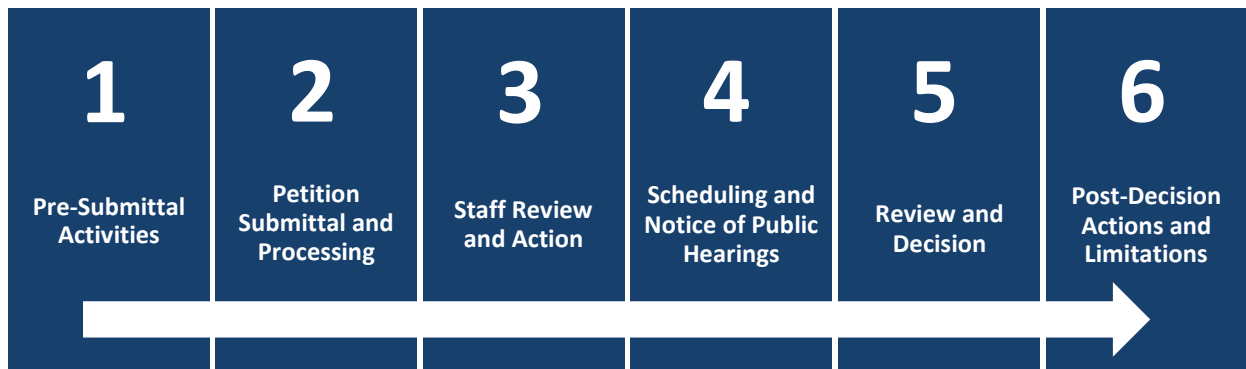 1
Pre-Submittal
Activities
2
Petition
Submittal and
Processing
3
Staff Review
and Action
4
Scheduling and
Notice of Public
Hearings
5
Review and
Decision
6
Post-Decision
Actions and
Limitations